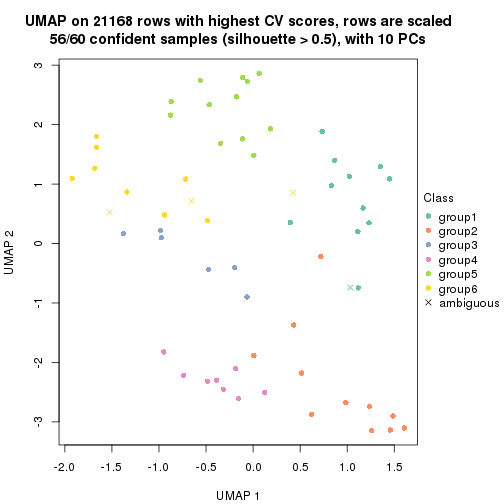 UMAP on 21168 rows with highest CV scores, rows are scaled
56/60 confident samples (silhouette > 0.5), with 10 PCs
3
2
1
0
-1
-2
-3
UMAP 2
-2.0 -1.5 -1.0 -0.5 0.0 0.5 1.0 1.5
UMAP 1
Class
group1
group2
group3
group4
group5
group6
ambiguous